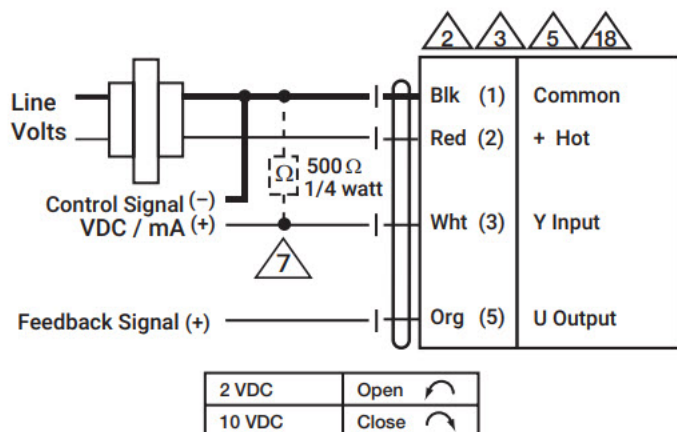 2 3 5 18
Line
Volts
Blk (1) Common
Red (2) + Hot
Ω 500 Ω
1/4 watt
Control Signal (−)
VDC / mA (+)
Wht (3) Y Input
7
Feedback Signal (+)
Org (5) U Output
2 VDC Open
10 VDC Close